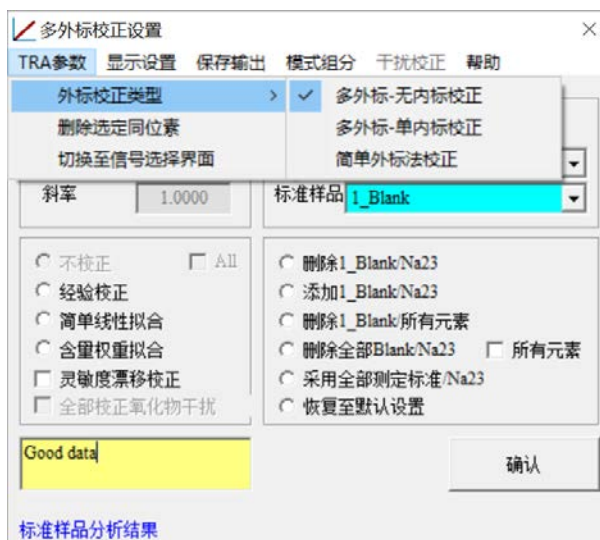 多外标校正设置
TRA参数 显示设置 保存输出 模式组分 干扰校正 帮助
外标校正类型 > ✓ 多外标-无内标校正
删除选定同位素 多外标-单内标校正
切换至信号选择界面 简单外标法校正
斜率 1.0000 标准样品 1_Blank
不校正 All 删除1_Blank/Na23
经验校正 添加1_Blank/Na23
简单线性拟合 删除1_Blank/所有元素
含量权重拟合 删除全部Blank/Na23 所有元素
灵敏度漂移校正 采用全部测定标准/Na23
全部校正氧化物干扰 恢复至默认设置
Good data 确认
标准样品分析结果